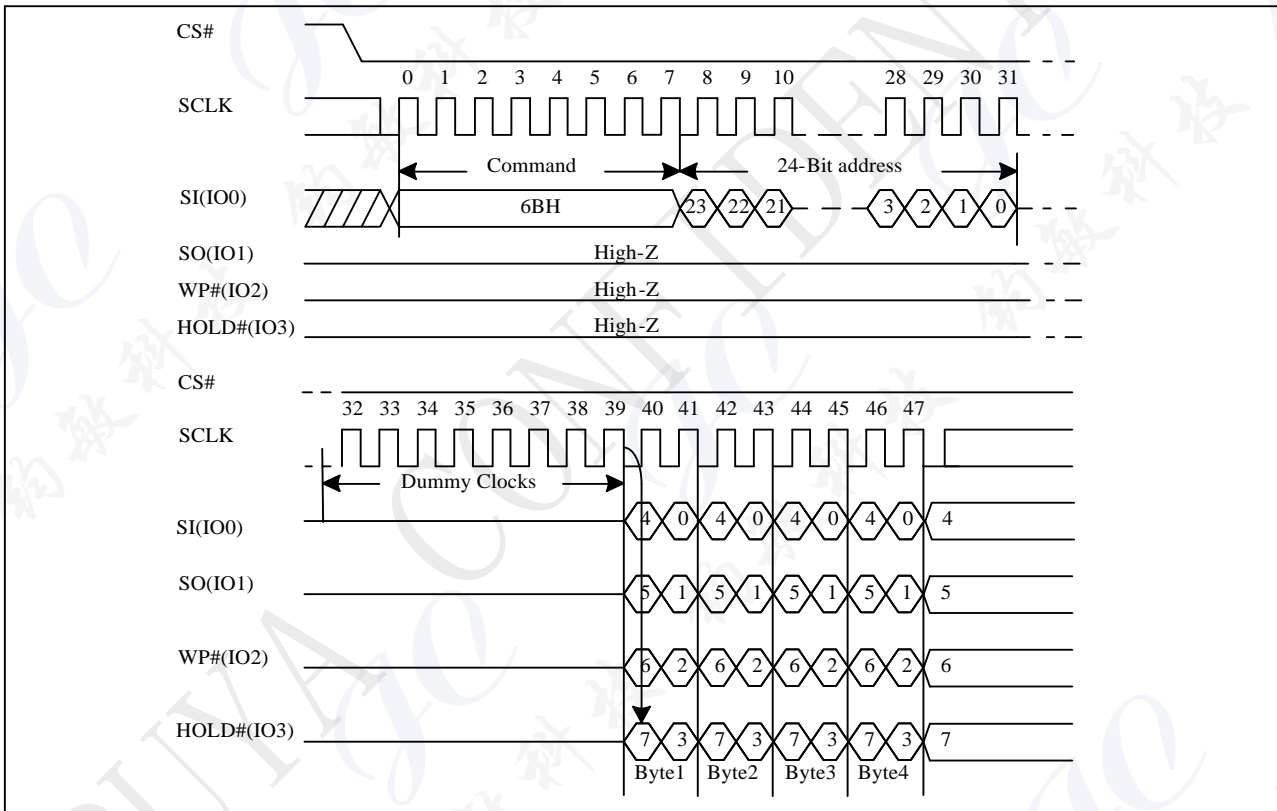 CS#
0 1 2 3 4 5 6 7 8 9 10 28 29 30 31
SCLK
Command 24-Bit address
SI(IO0) 6BH 23 22 21 3 2 1 0
SO(IO1) High-Z
WP#(IO2) High-Z
HOLD#(IO3) High-Z
CS#
32 33 34 35 36 37 38 39 40 41 42 43 44 45 46 47
SCLK
Dummy Clocks
SI(IO0) 4 0 4 0 4 0 4 0 4
SO(IO1) 5 1 5 1 5 1 5 1 5
WP#(IO2) 6 2 6 2 6 2 6 2 6
HOLD#(IO3) 7 3 7 3 7 3 7 3 7
Byte1 Byte2 Byte3 Byte4